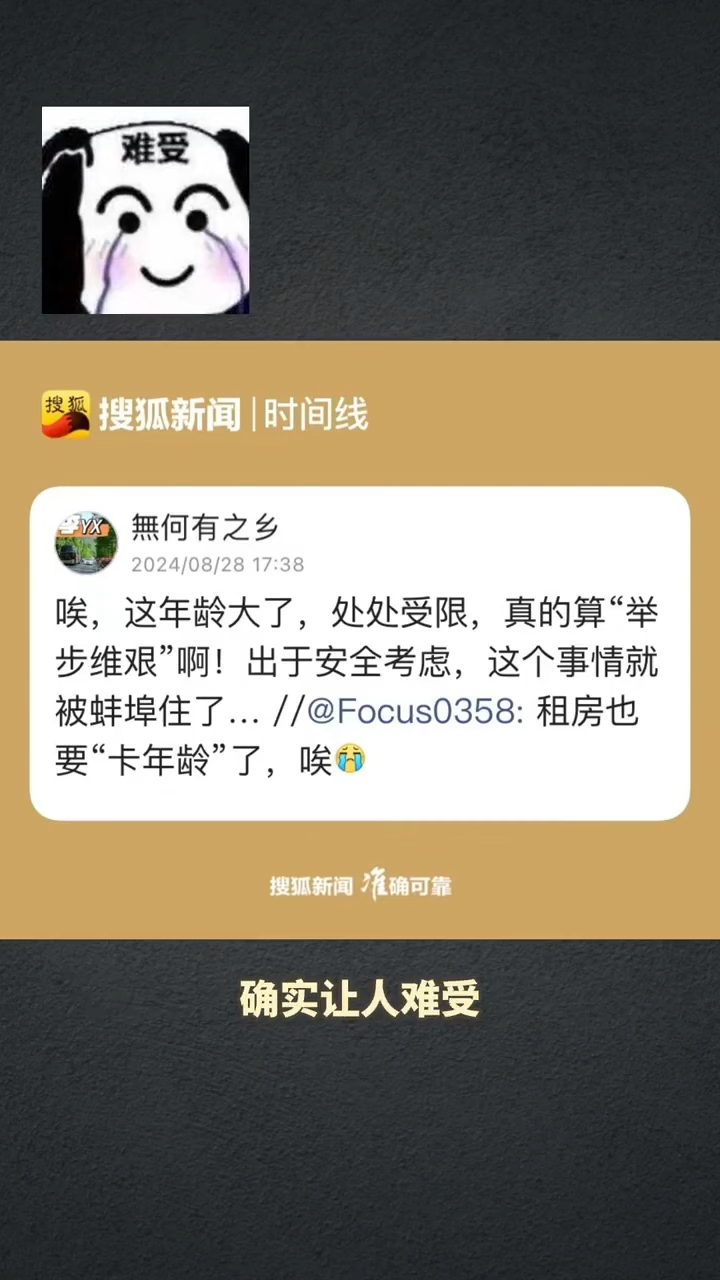 难受
搜狐
搜狐新闻|时间线
YX
無何有之乡
2024/08/28 17:38
唉，这年龄大了，处处受限，真的算“举
步维艰”啊！出于安全考虑，这个事情就
被蚌埠住了... //@Focus0358: 租房也
要“卡年龄”了，唉😭
搜狐新闻 准确可靠
确实让人难受